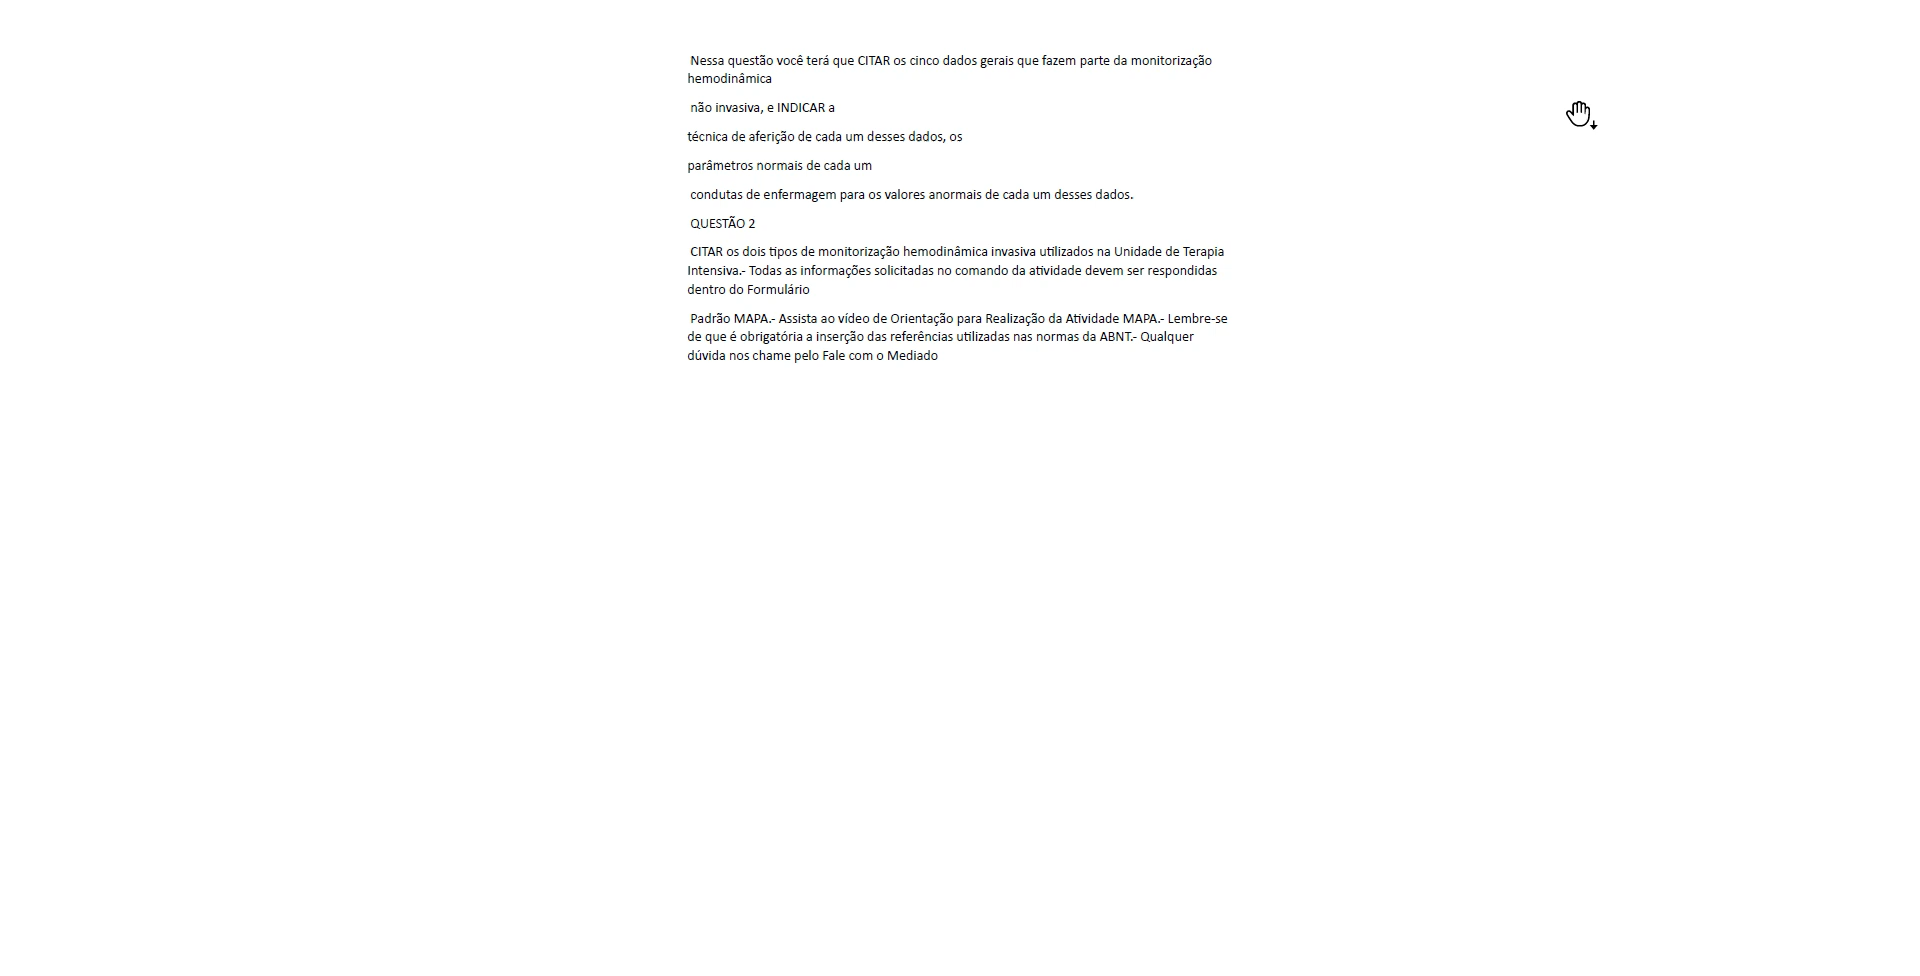 Nessa questão você terá que CITAR os cinco dados gerais que fazem parte da monitorização
hemodinâmica
não invasiva, e INDICAR a
técnica de aferição de cada um desses dados, os
parâmetros normais de cada um
condutas de enfermagem para os valores anormais de cada um desses dados.
QUESTÃO 2
CITAR os dois tipos de monitorização hemodinâmica invasiva utilizados na Unidade de Terapia
Intensiva.- Todas as informações solicitadas no comando da atividade devem ser respondidas
dentro do Formulário
Padrão MAPA.- Assista ao vídeo de Orientação para Realização da Atividade MAPA.- Lembre-se
de que é obrigatória a inserção das referências utilizadas nas normas da ABNT.- Qualquer
dúvida nos chame pelo Fale com o Mediado